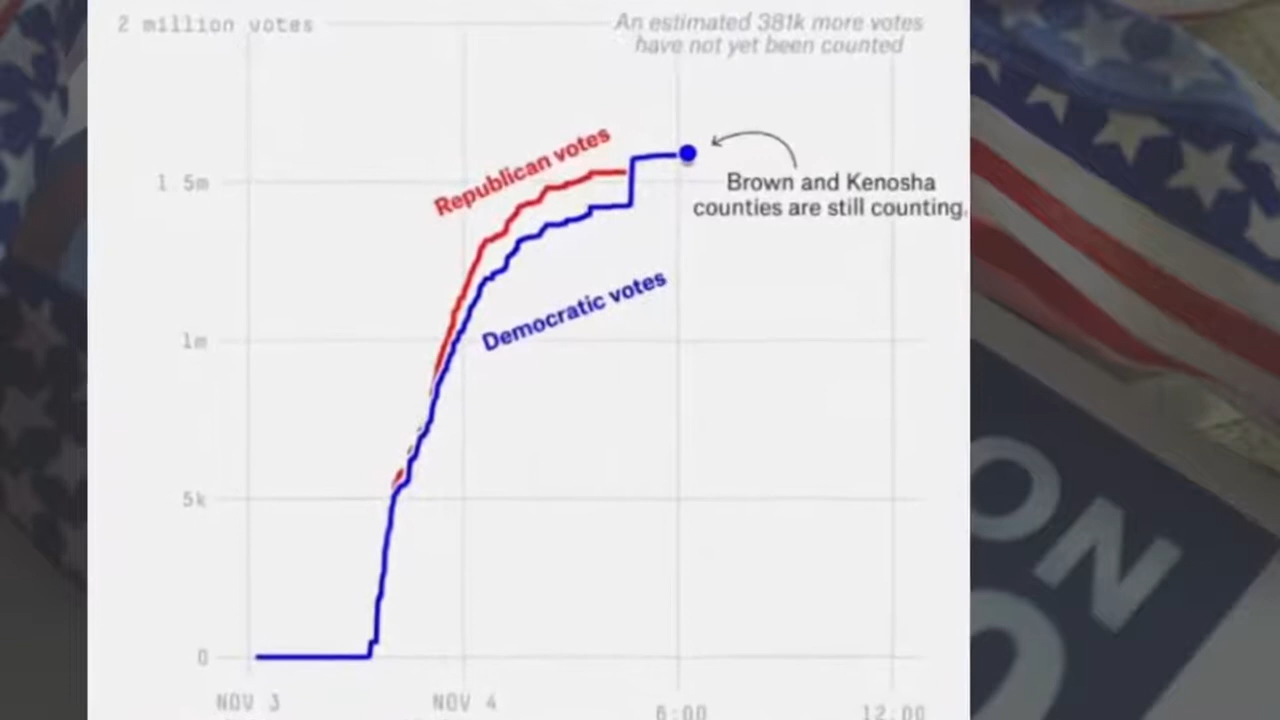 2 million votes
An estimated 381k more votes
have not yet been counted
Republican votes
1.5m
Brown and Kenosha
counties are still counting.
Democratic votes
1m
5k
0
NOV 3
NOV 4
6:00
12.00
ON